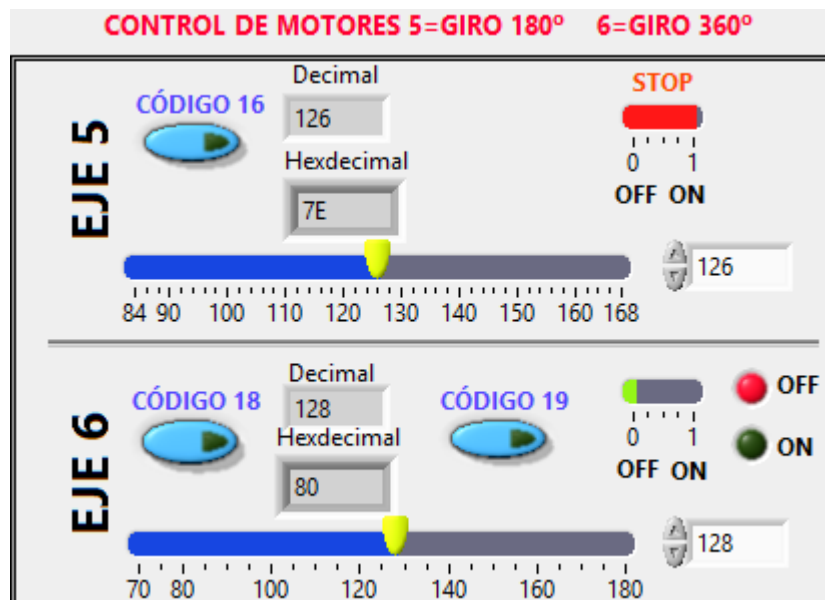 CONTROL DE MOTORES 5=GIRO 180º 6=GIRO 360º
EJE 5
CÓDIGO 16
Decimal
126
Hexdecimal
7E
STOP
0 1
OFF ON
84 90 100 110 120 130 140 150 160 168
126
EJE 6
CÓDIGO 18
Decimal
128
Hexdecimal
80
CÓDIGO 19
0 1
OFF ON
OFF
ON
70 80 100 120 140 160 180
128